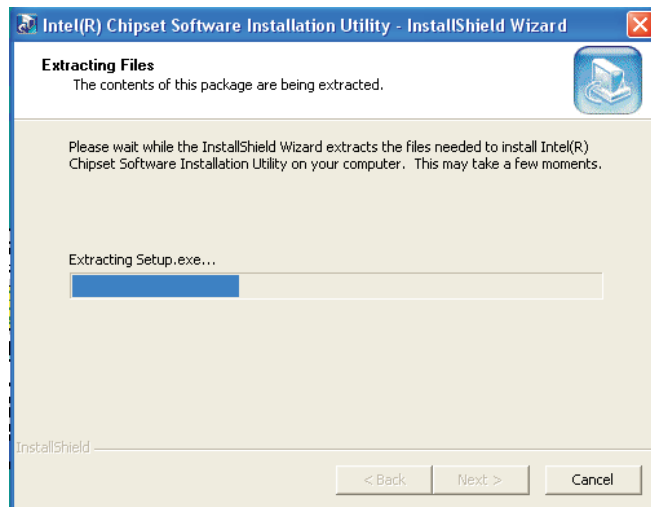 Intel(R) Chipset Software Installation Utility - InstallShield Wizard
Extracting Files
The contents of this package are being extracted.
Please wait while the InstallShield Wizard extracts the files needed to install Intel(R)
Chipset Software Installation Utility on your computer.  This may take a few moments.
Extracting Setup.exe...
InstallShield
< Back
Next >
Cancel